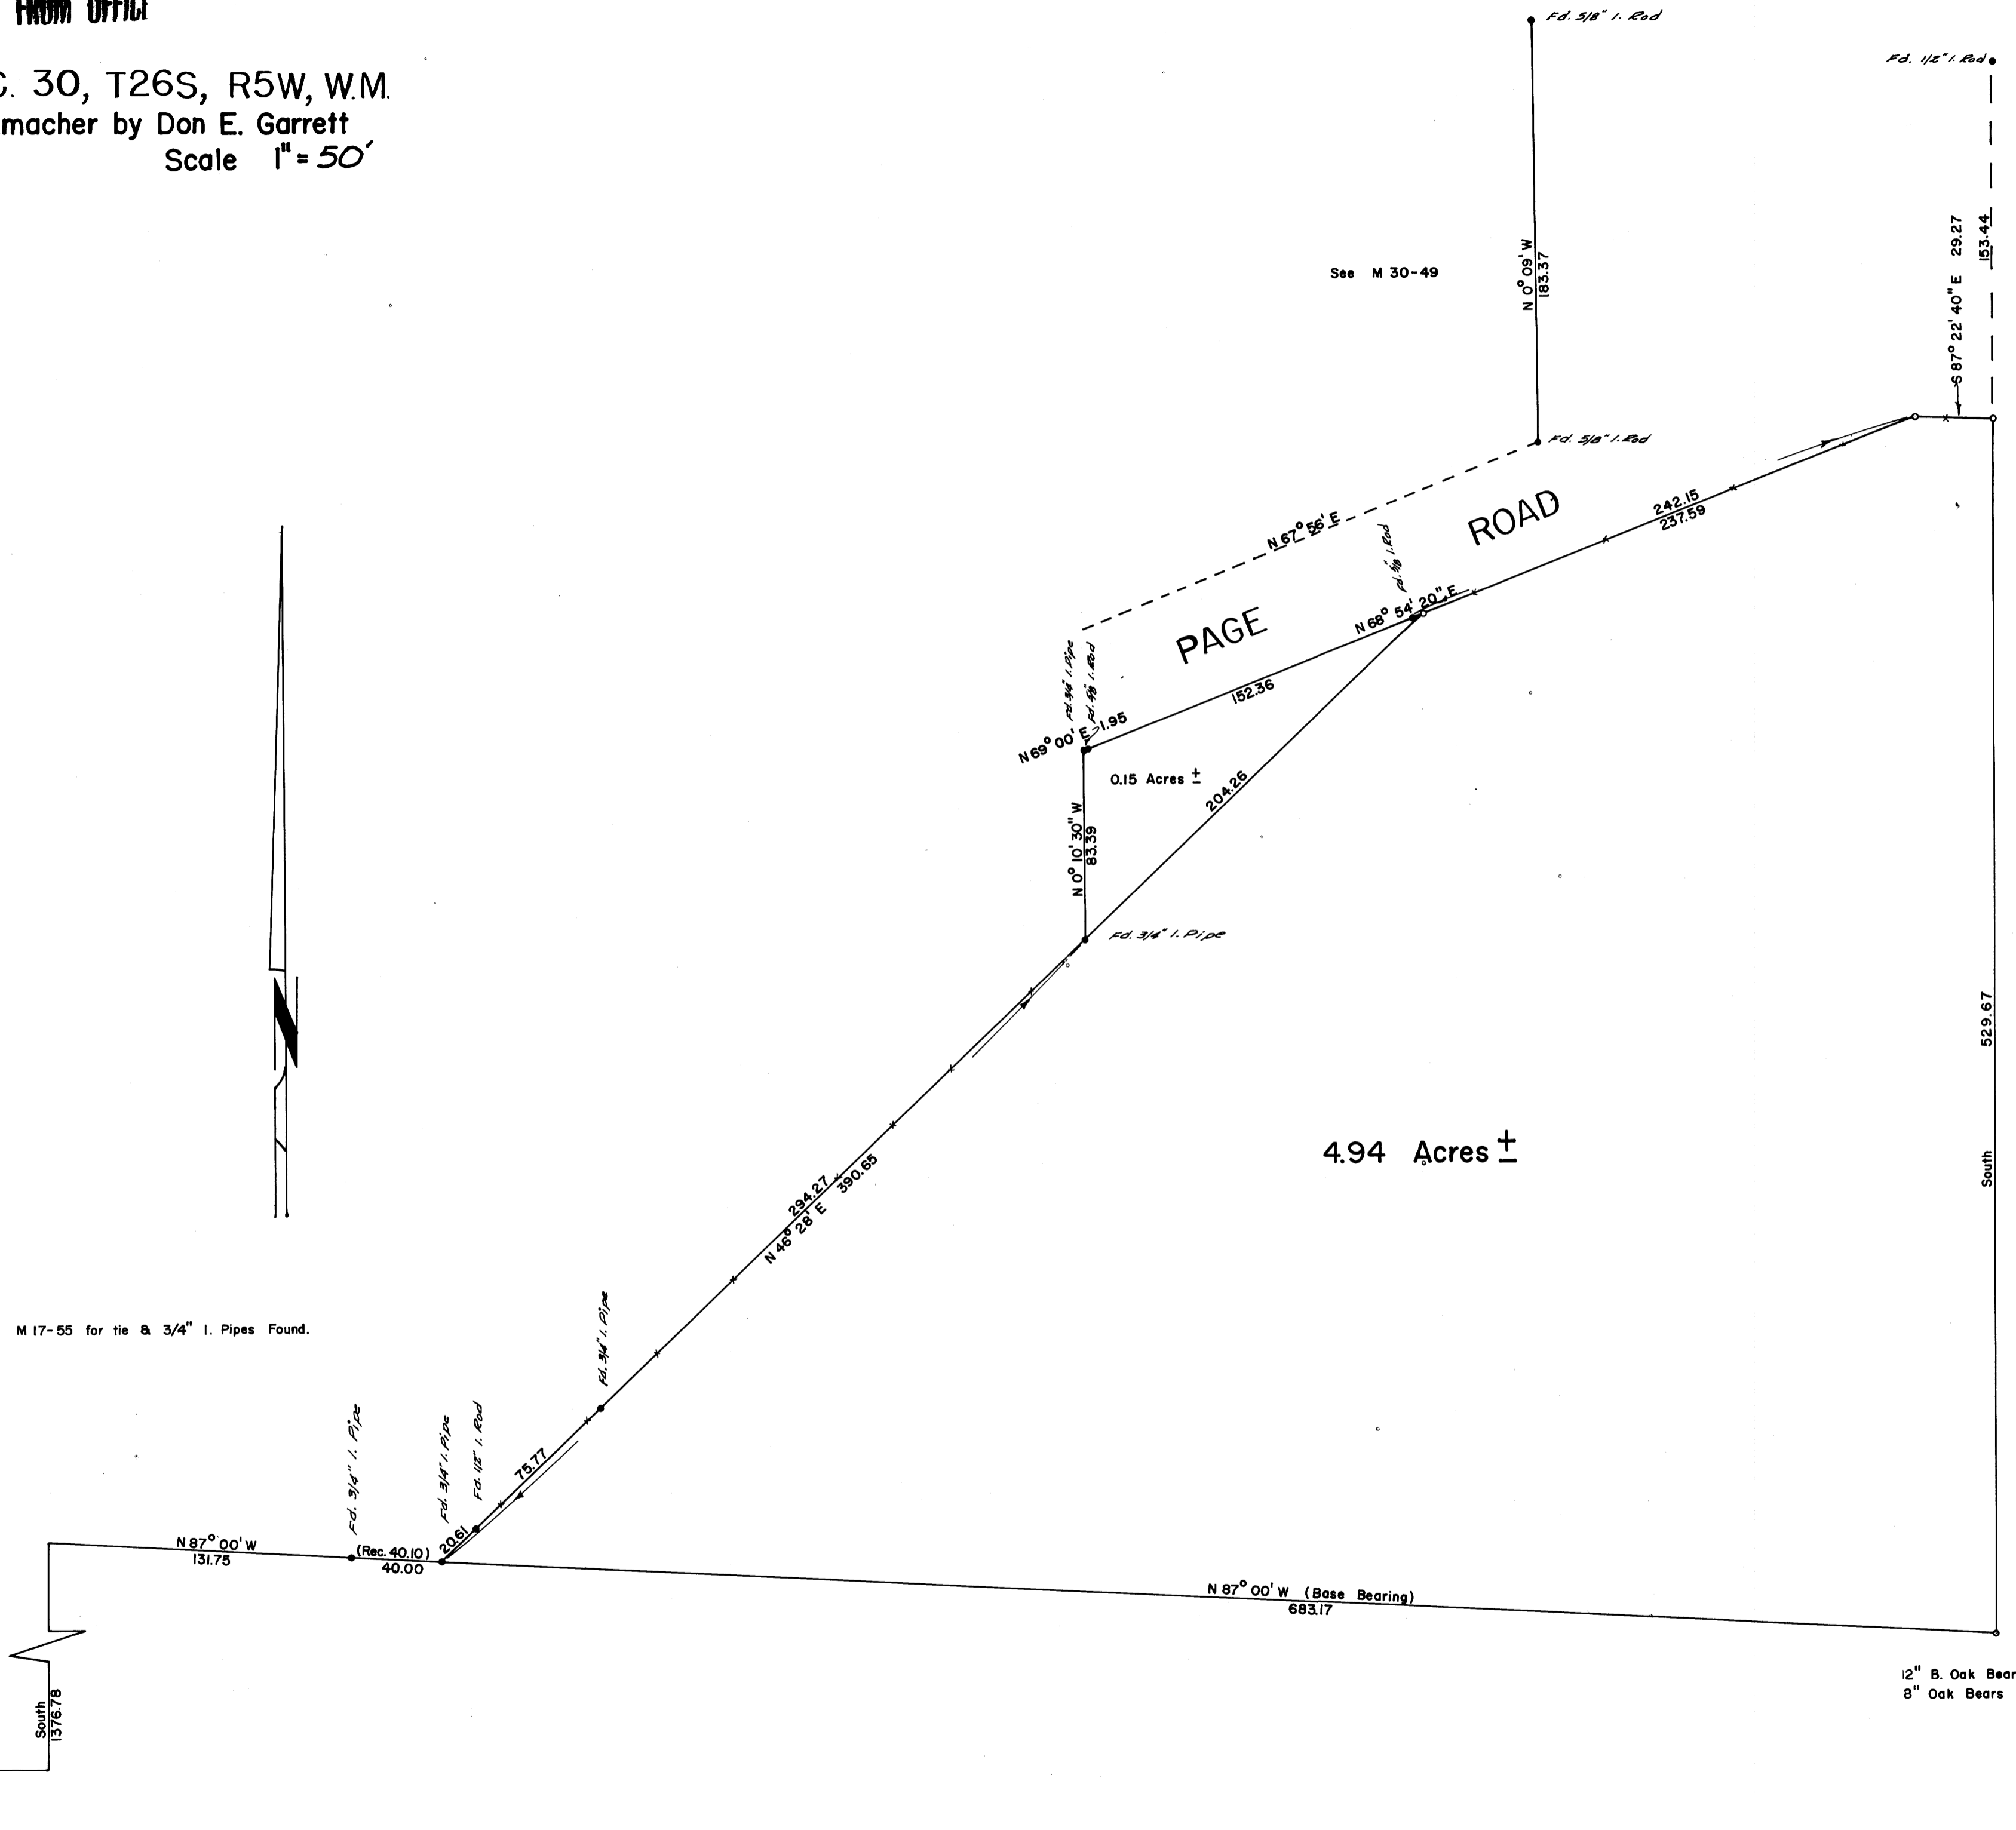 FROM OFFICE
. 30, T26S, R5W, W.M.
macher by Don E. Garrett
Scale 1" = 50'
Fd. 5/8" I. Rod
Fd. 1/2" I. Rod
S 87° 22' 40" E 29.27
153.44
See M 30-49
N 0° 09' W
183.37
Fd. 5/8" I. Rod
N 67° 56' E
PAGE ROAD
Fd. 5/8" I. Rod
242.15
237.59
N 68° 54' 20" E
152.36
Fd. 3/4" I. Pipe
Fd. 5/8" I. Rod
N 69° 00' E 1.95
0.15 Acres ±
204.26
N 0° 10' 30" W
83.39
Fd. 3/4" I. Pipe
N
South 529.67
4.94 Acres ±
294.27
N 46° 28' E 390.65
M 17-55 for tie & 3/4" I. Pipes Found.
Fd. 3/4" I. Pipe
Fd. 3/4" I. Pipe
Fd. 3/4" I. Pipe
Fd. 1/2" I. Rod
75.77
20.61
N 87° 00' W
131.75
(Rec. 40.10)
40.00
N 87° 00' W (Base Bearing)
683.17
12" B. Oak Bear
8" Oak Bears
South
1376.78